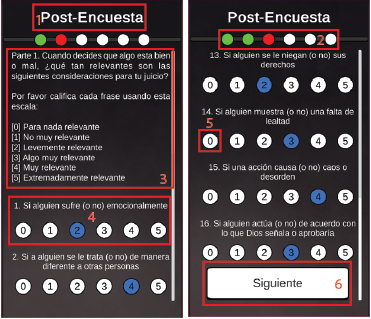 1 Post-Encuesta
Parte 1. Cuando decides que algo esta bien
o mal, ¿qué tan relevantes son las
siguientes consideraciones para tu juicio?
Por favor califica cada frase usando esta
escala:
[0] Para nada relevante
[1] No muy relevante
[2] Levemente relevante
[3] Algo muy relevante
[4] Muy relevante
[5] Extremadamente relevante
3
1. Si alguien sufre (o no) emocionalmente
4
0 1 2 3 4 5
2. Si a alguien se le trata (o no) de manera
diferente a otras personas
0 1 2 3 4 5
Post-Encuesta
2
13. Si alguien se le niegan (o no) sus
derechos
0 1 2 3 4 5
14. Si alguien muestra (o no) una falta de
lealtad
5
0 1 2 3 4 5
15. Si una acción causa (o no) caos o
desorden
0 1 2 3 4 5
16. Si alguien actúa (o no) de acuerdo con
lo que Dios señala o aprobaría
0 1 2 3 4 5
Siguiente
6